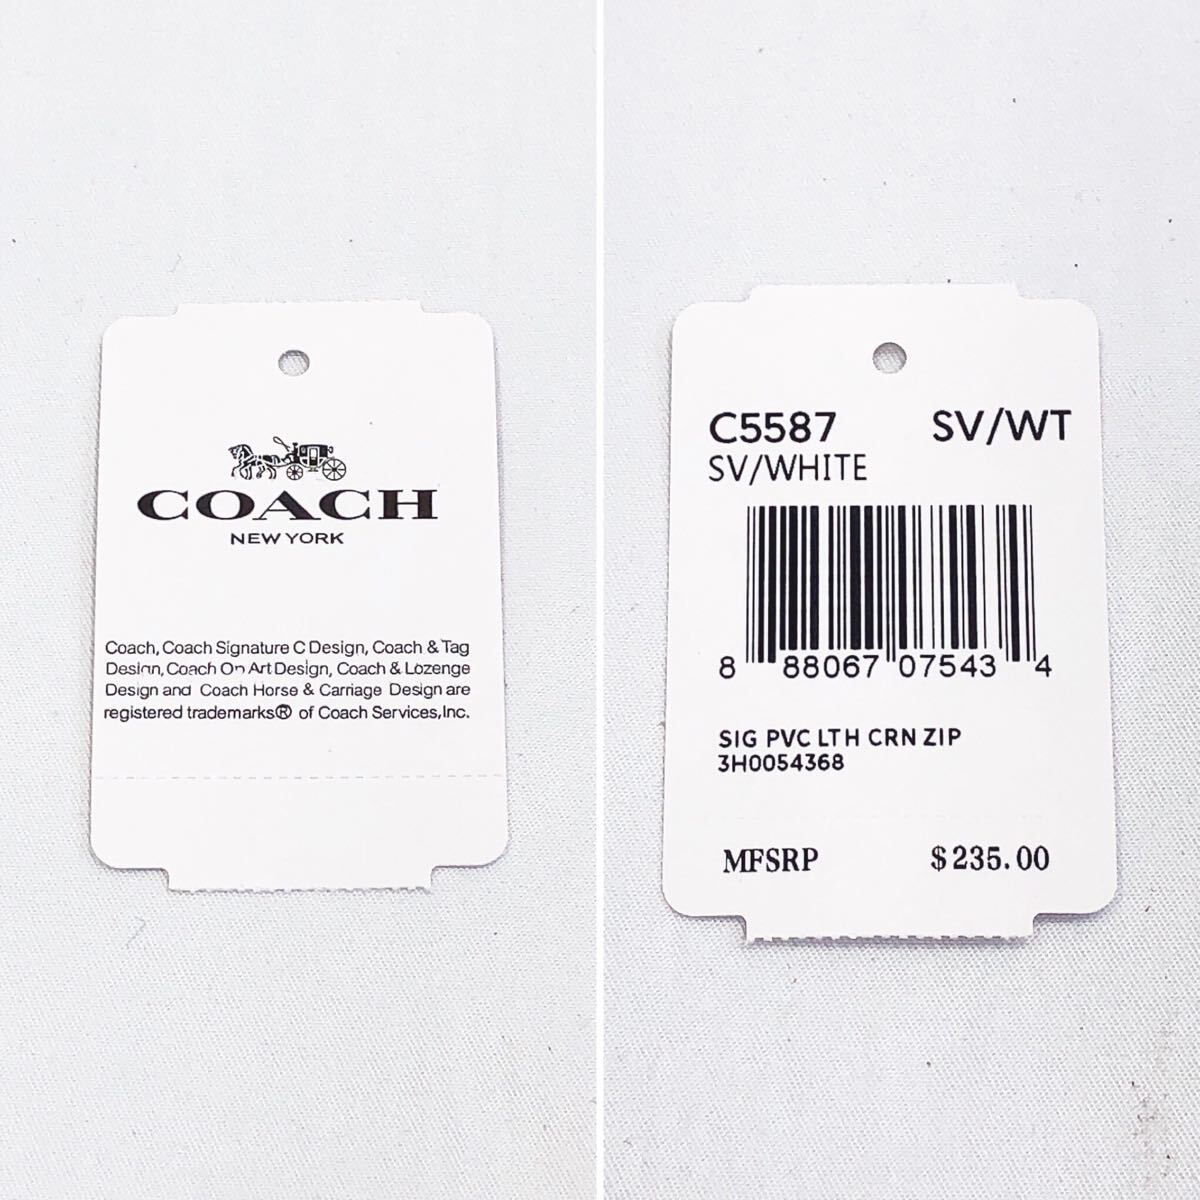 COACH
NEW YORK
Coach, Coach Signature C Design, Coach & Tag
Design, Coach Op Art Design, Coach & Lozenge
Design and Coach Horse & Carriage Design are
registered trademarks® of Coach Services, Inc.
C5587 SV/WT
SV/WHITE
8 88067 07543 4
SIG PVC LTH CRN ZIP
3H0054368
MFSRP $235.00